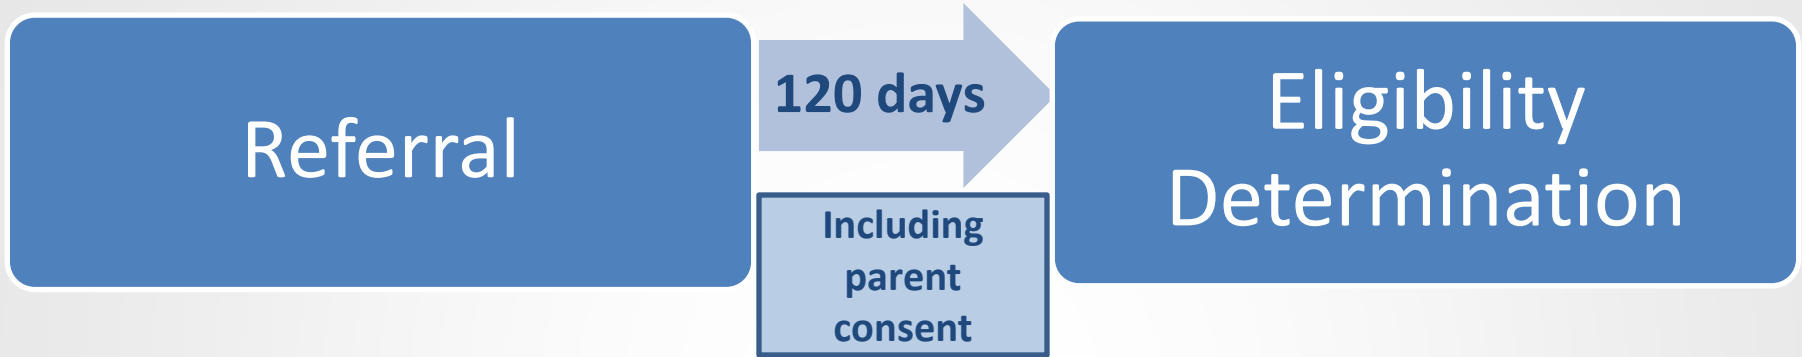 Referral
120 days
Including
parent
consent
Eligibility
Determination